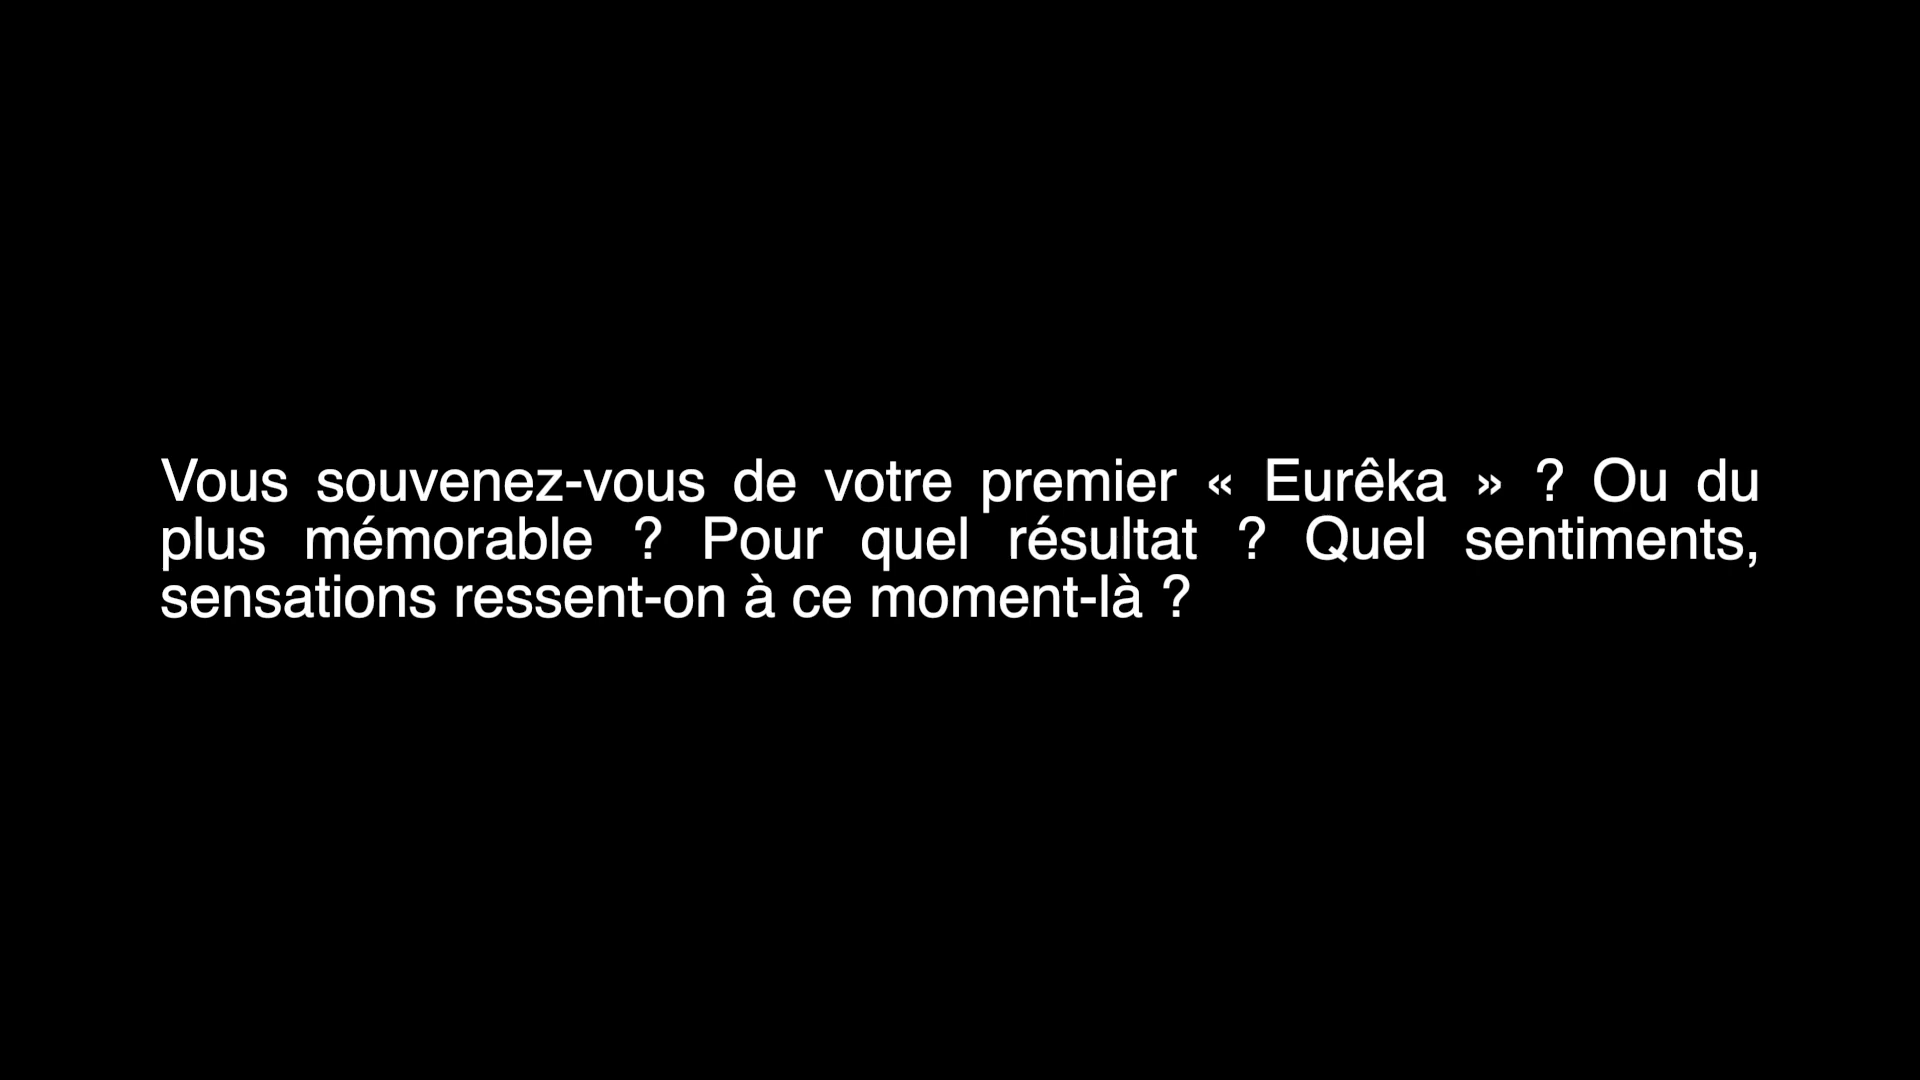 Vous souvenez-vous de votre premier « Eurêka » ? Ou du
plus mémorable ? Pour quel résultat ? Quel sentiments,
sensations ressent-on à ce moment-là ?